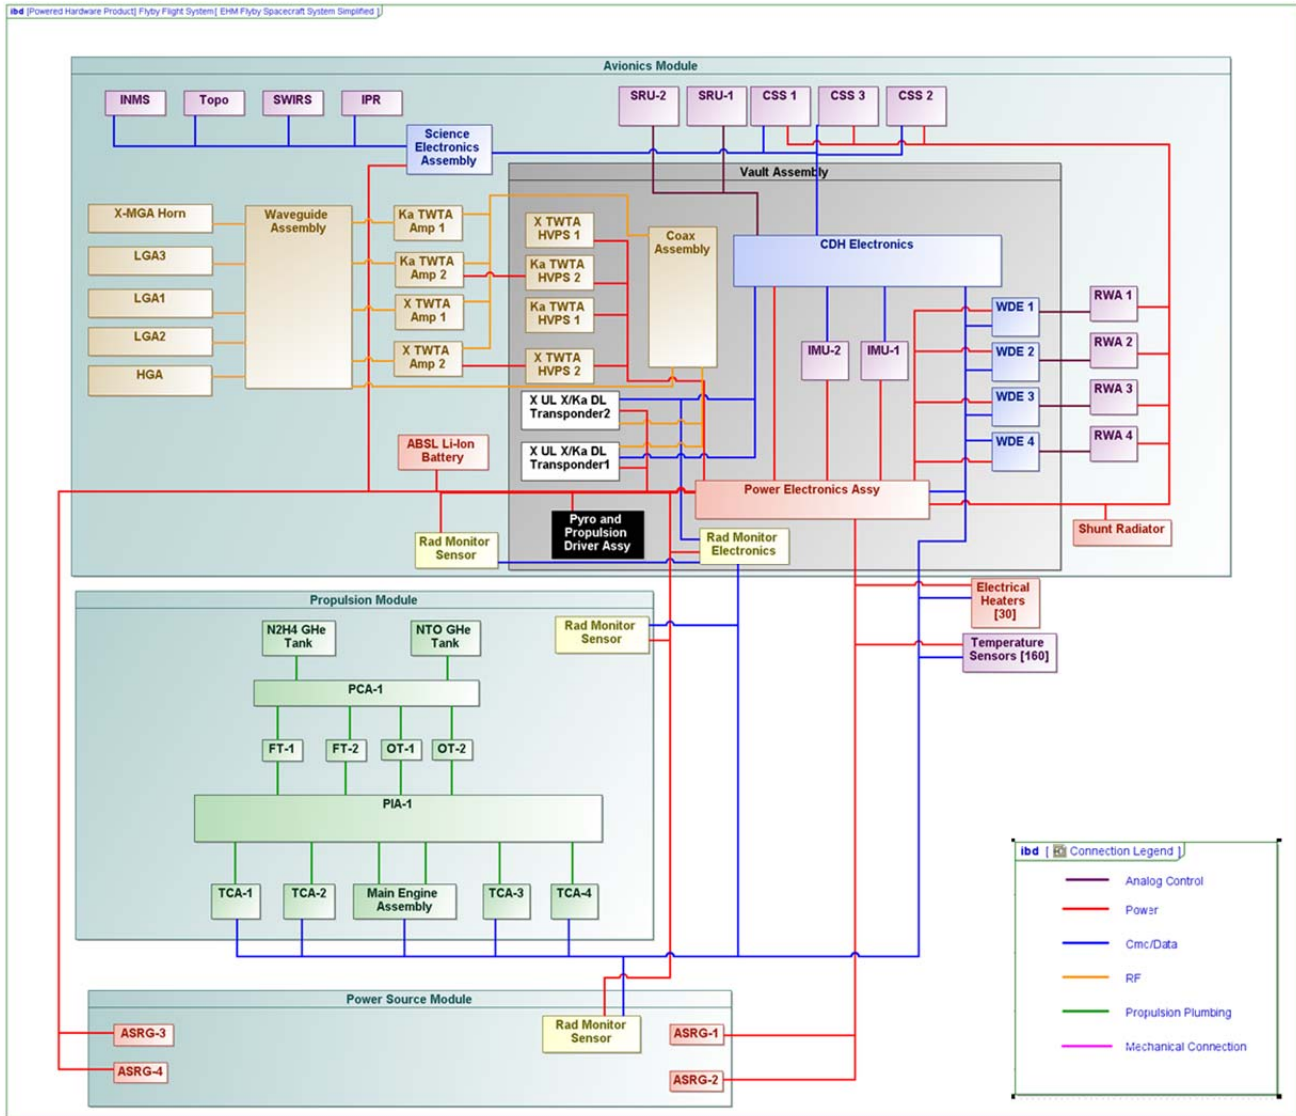 ibd [Powered Hardware Product] Flyby Flight System[ EHM Flyby Spacecraft System Simplified ]
Avionics Module
INMS
Topo
SWIRS
IPR
SRU-2
SRU-1
CSS 1
CSS 3
CSS 2
Science
Electronics
Assembly
Vault Assembly
X-MGA Horn
LGA3
LGA1
LGA2
HGA
Waveguide
Assembly
Ka TWTA
Amp 1
Ka TWTA
Amp 2
X TWTA
Amp 1
X TWTA
Amp 2
X TWTA
HVPS 1
Ka TWTA
HVPS 2
Ka TWTA
HVPS 1
X TWTA
HVPS 2
Coax
Assembly
CDH Electronics
IMU-2
IMU-1
WDE 1
WDE 2
WDE 3
WDE 4
RWA 1
RWA 2
RWA 3
RWA 4
X UL X/Ka DL
Transponder2
X UL X/Ka DL
Transponder1
ABSL Li-Ion
Battery
Power Electronics Assy
Pyro and
Propulsion
Driver Assy
Rad Monitor
Sensor
Rad Monitor
Electronics
Shunt Radiator
Electrical
Heaters
[30]
Temperature
Sensors [160]
Propulsion Module
N2H4 GHe
Tank
NTO GHe
Tank
Rad Monitor
Sensor
PCA-1
FT-1
FT-2
OT-1
OT-2
PIA-1
TCA-1
TCA-2
Main Engine
Assembly
TCA-3
TCA-4
Power Source Module
ASRG-3
ASRG-4
Rad Monitor
Sensor
ASRG-1
ASRG-2
ibd [ Connection Legend ]
Analog Control
Power
Cmc/Data
RF
Propulsion Plumbing
Mechanical Connection